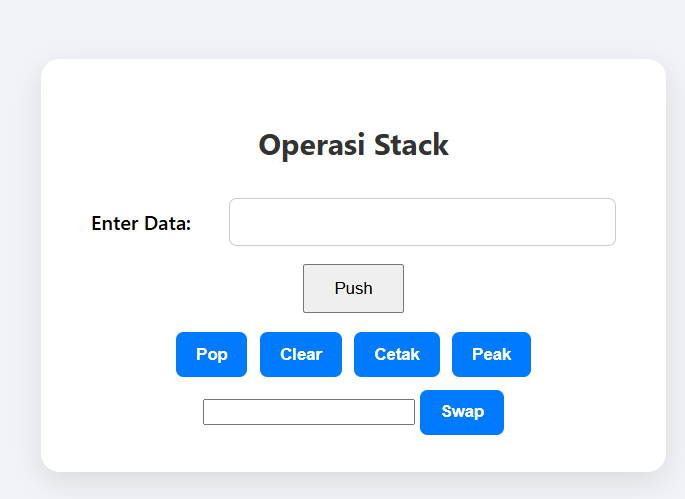 Operasi Stack
Enter Data:
Push
Pop Clear Cetak Peak
Swap